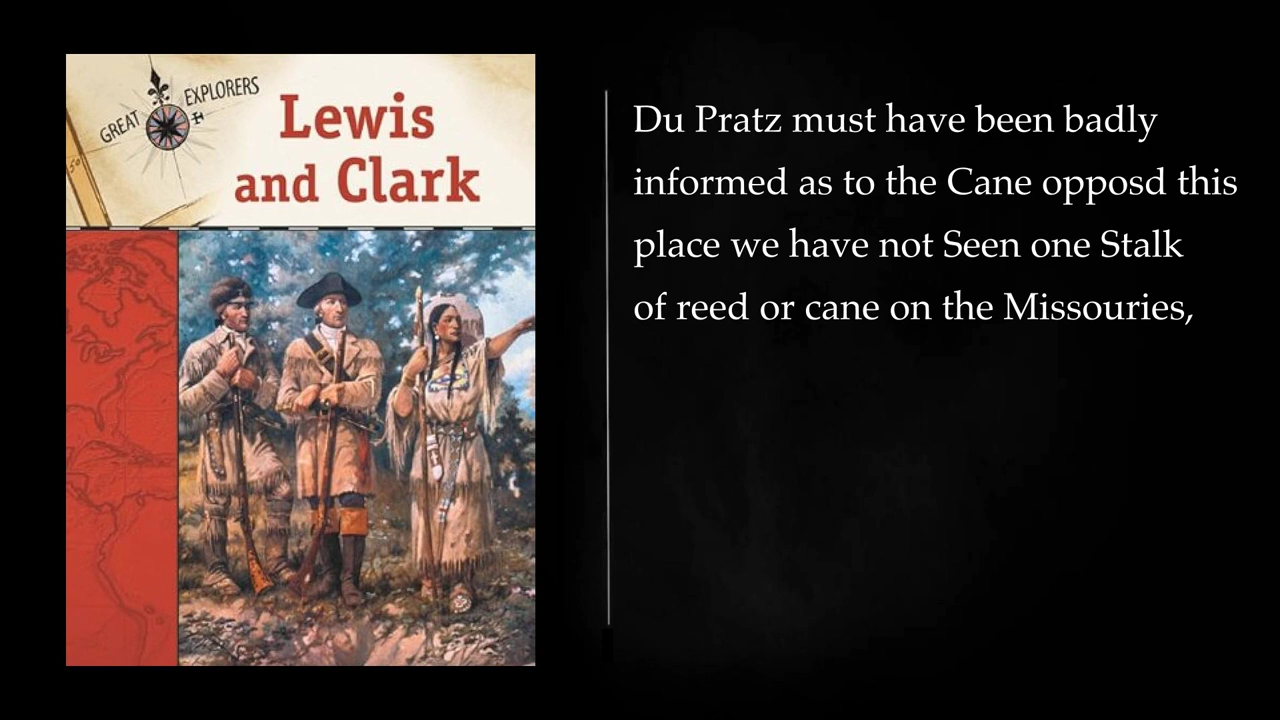 GREAT EXPLORERS
Lewis
and Clark
50
Du Pratz must have been badly
informed as to the Cane opposd this
place we have not Seen one Stalk
of reed or cane on the Missouries,